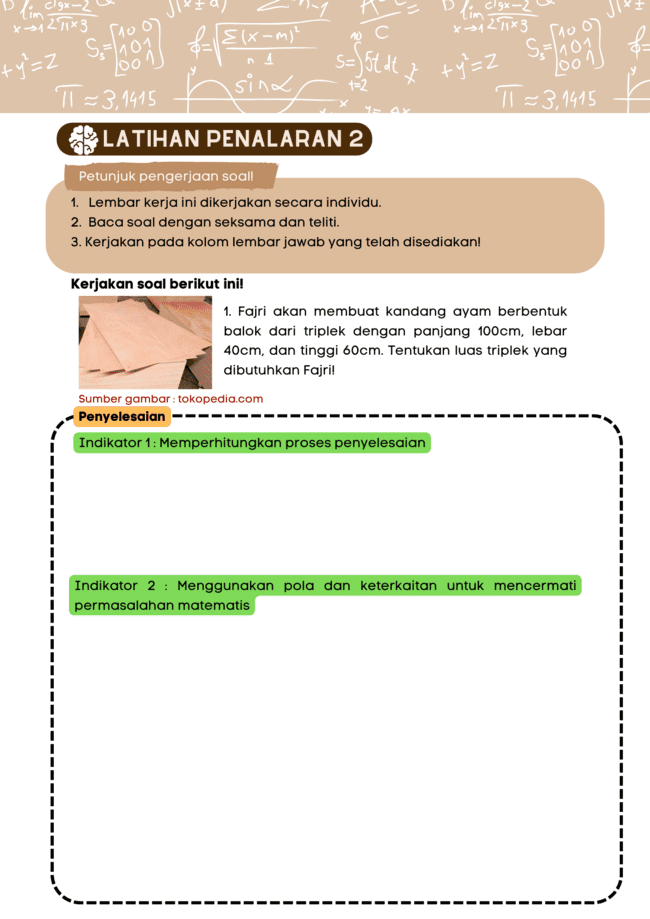 LATIHAN PENALARAN 2
Petunjuk pengerjaan soal!
1. Lembar kerja ini dikerjakan secara individu.
2. Baca soal dengan seksama dan teliti.
3. Kerjakan pada kolom lembar jawab yang telah disediakan!
Kerjakan soal berikut ini!
1. Fajri akan membuat kandang ayam berbentuk
balok dari triplek dengan panjang 100cm, lebar
40cm, dan tinggi 60cm. Tentukan luas triplek yang
dibutuhkan Fajri!
Sumber gambar : tokopedia.com
Penyelesaian
Indikator 1 : Memperhitungkan proses penyelesaian
Indikator 2 : Menggunakan pola dan keterkaitan untuk mencermati
permasalahan matematis